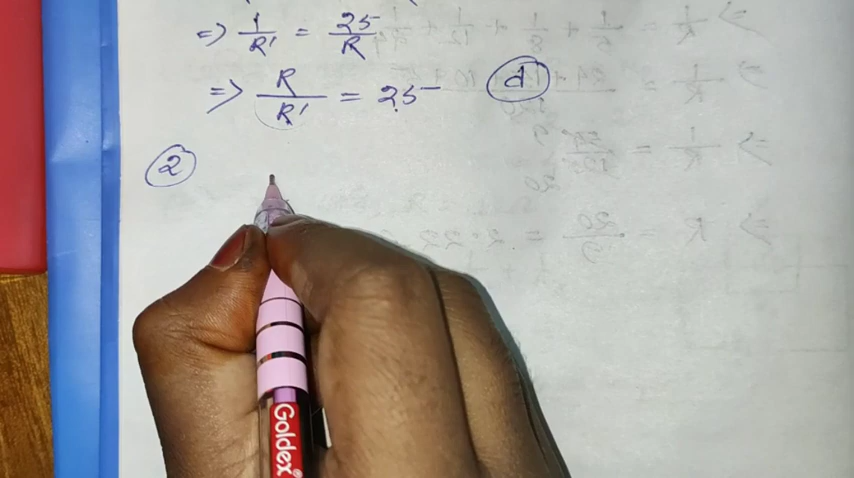 => 1/R' = 25/R
=> R/R' = 25 (d)
(2)
Goldex